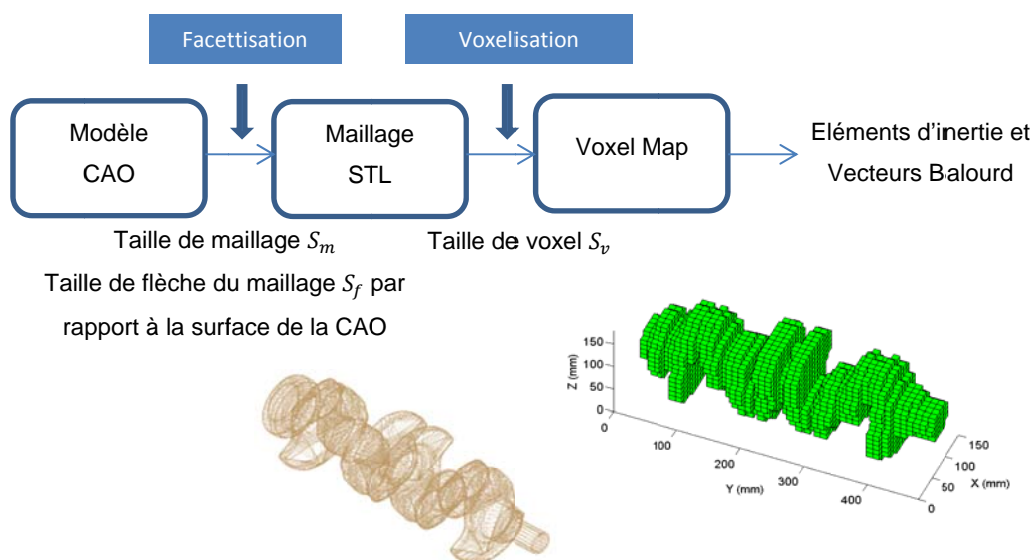 Facettisation
Voxelisation
Modèle
CAO
Maillage
STL
Voxel Map
Eléments d'inertie et
Vecteurs Balourd
Taille de maillage Sₘ
Taille de voxel Sᵥ
Taille de flèche du maillage S_f par
rapport à la surface de la CAO
150
100
50
0
Z (mm)
0
100
200
300
400
Y (mm)
0
50
100
150
X (mm)